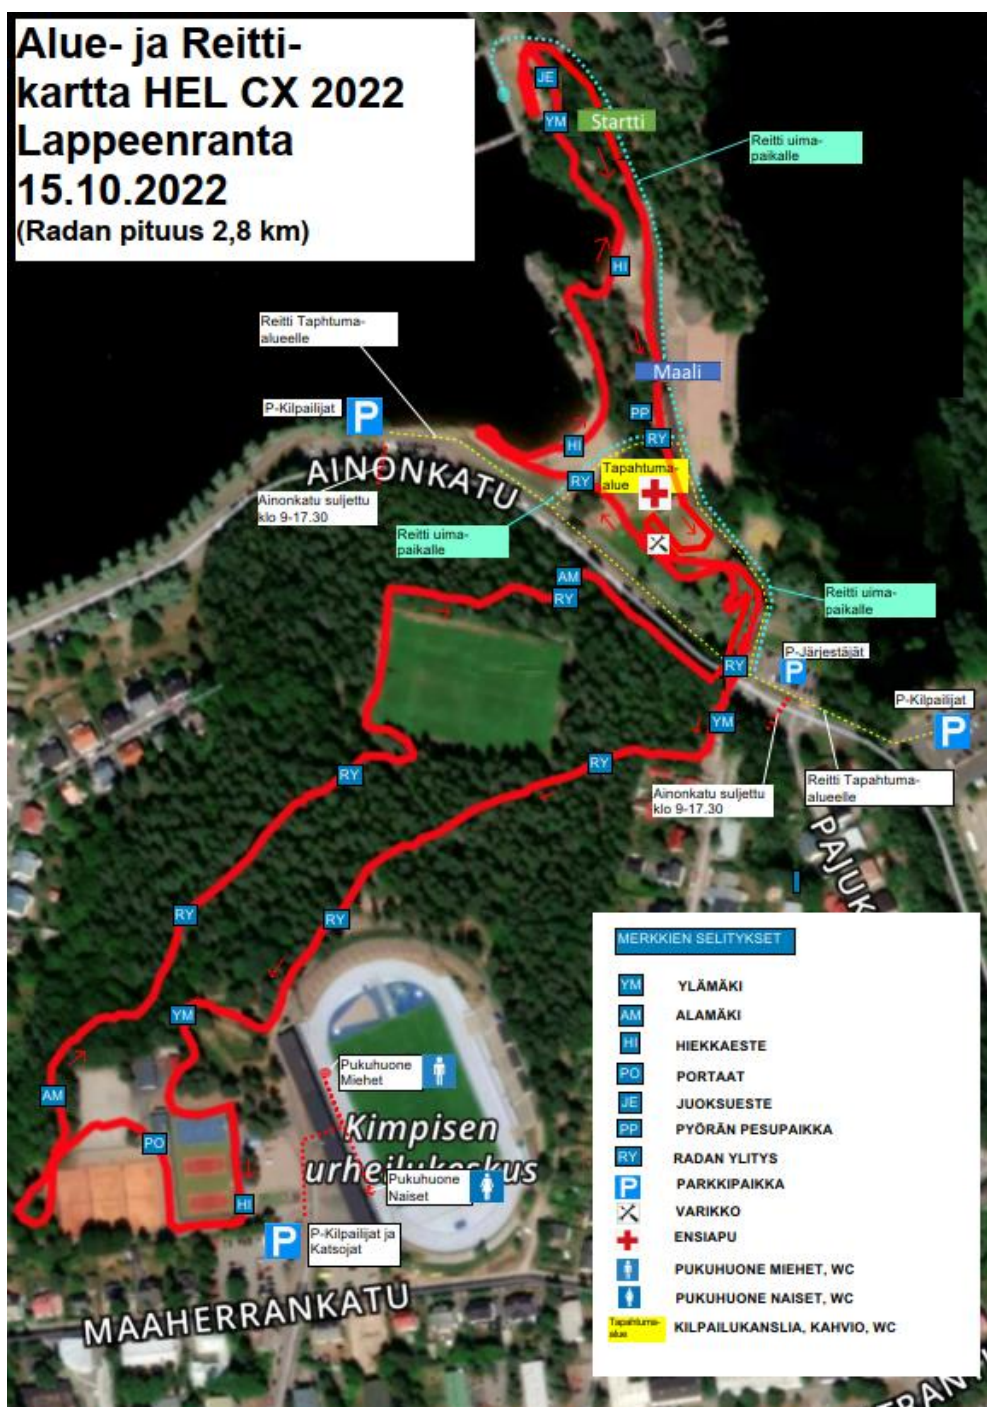 Alue- ja Reitti-
kartta HEL CX 2022
Lappeenranta
15.10.2022
(Radan pituus 2,8 km)
JE
YM
Startti
Reitti uima-
paikalle
HI
Reitti Taphtuma-
alueelle
Maali
P-Kilpailijat
P
PP
RY
HI
AINONKATU
Tapahtuma-
alue
RY
Ainonkatu suljettu
klo 9-17.30
Reitti uima-
paikalle
AM
RY
Reitti uima-
paikalle
P-Järjestäjät
P
RY
P-Kilpailijat
P
YM
RY
RY
Ainonkatu suljettu
klo 9-17.30
Reitti Tapahtuma-
alueelle
PAJUK
RY
RY
YM
AM
PO
HI
Pukuhuone
Miehet
Kimpisen
urheilukeskus
Pukuhuone
Naiset
P
P-Kilpailijat ja
Katsojat
MAAHERRANKATU
MERKKIEN SELITYKSET
YM YLÄMÄKI
AM ALAMÄKI
HI HIEKKAESTE
PO PORTAAT
JE JUOKSUESTE
PP PYÖRÄN PESUPAIKKA
RY RADAN YLITYS
P PARKKIPAIKKA
VARIKKO
ENSIAPU
PUKUHUONE MIEHET, WC
PUKUHUONE NAISET, WC
Tapahtuma-
alue KILPAILUKANSLIA, KAHVIO, WC